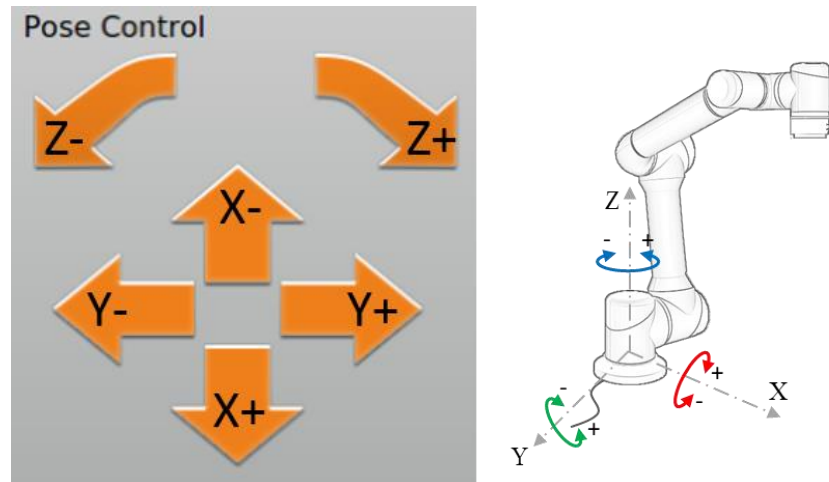 Pose Control
Z-
Z+
X-
Y-
Y+
X+
Z
-
+
+
-
X
-
+
Y